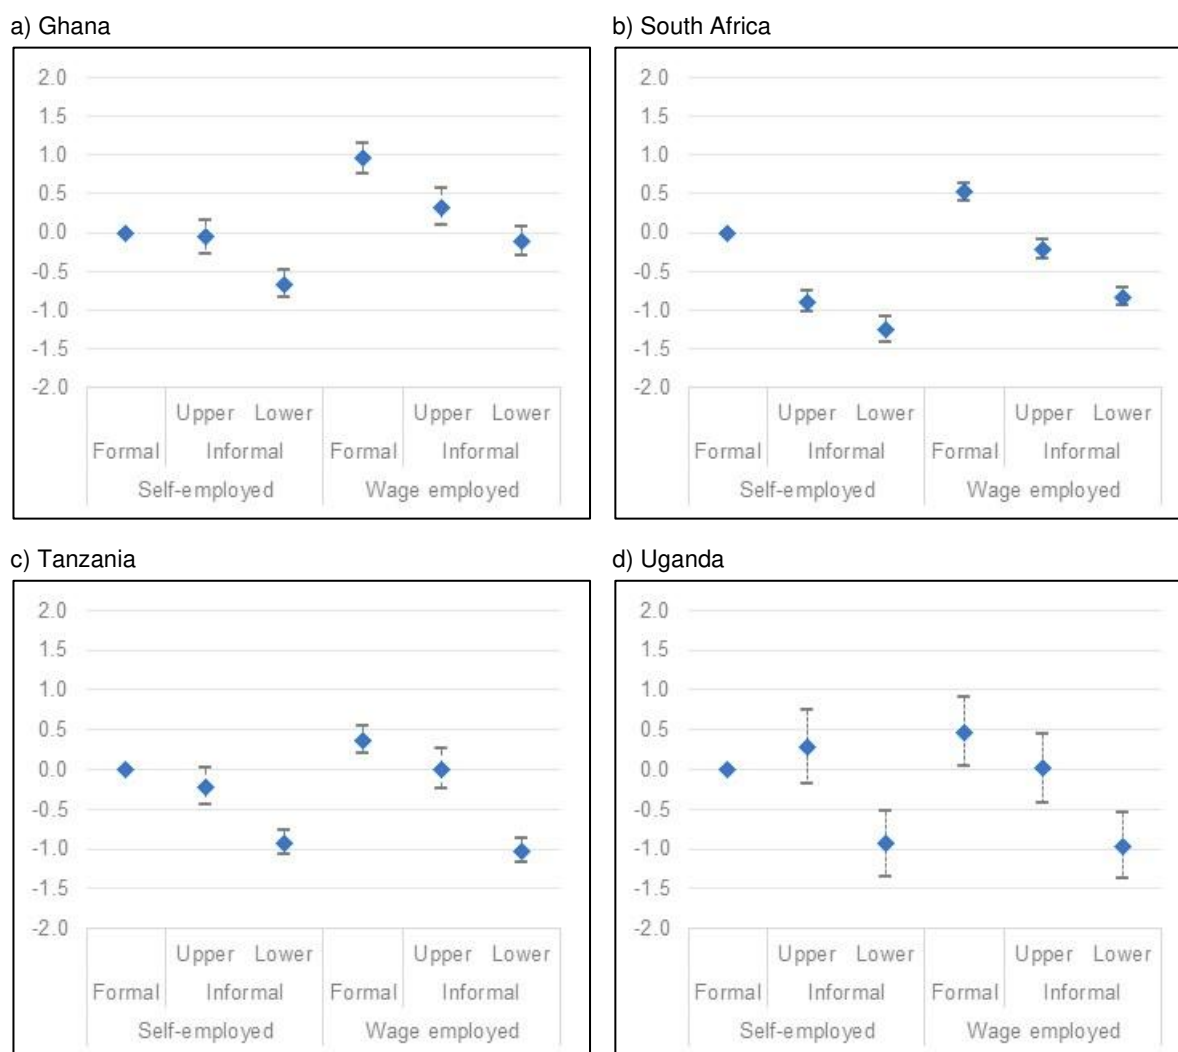 a) Ghana
2.0
1.5
1.0
0.5
0.0
-0.5
-1.0
-1.5
-2.0
Upper Lower Upper Lower
Formal Informal Formal Informal
Self-employed Wage employed
b) South Africa
2.0
1.5
1.0
0.5
0.0
-0.5
-1.0
-1.5
-2.0
Upper Lower Upper Lower
Formal Informal Formal Informal
Self-employed Wage employed
c) Tanzania
2.0
1.5
1.0
0.5
0.0
-0.5
-1.0
-1.5
-2.0
Upper Lower Upper Lower
Formal Informal Formal Informal
Self-employed Wage employed
d) Uganda
2.0
1.5
1.0
0.5
0.0
-0.5
-1.0
-1.5
-2.0
Upper Lower Upper Lower
Formal Informal Formal Informal
Self-employed Wage employed